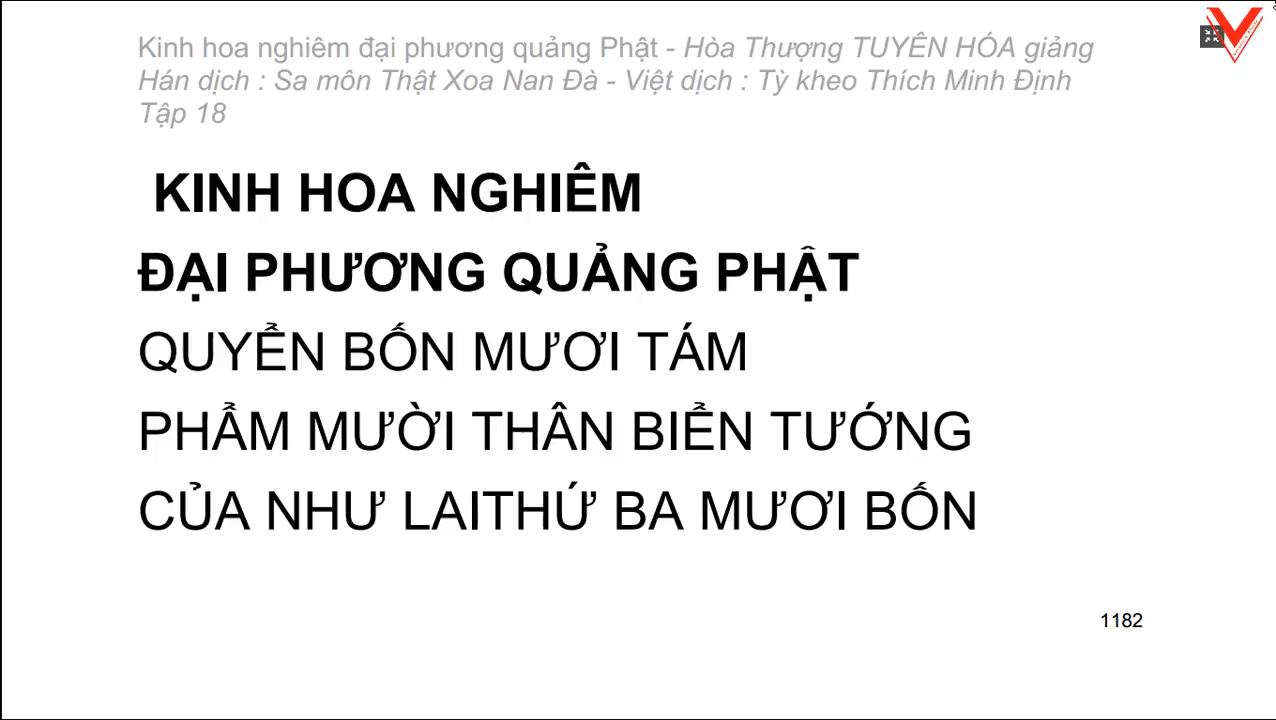 Kinh hoa nghiêm đại phương quảng Phật - Hòa Thượng TUYÊN HÓA giảng
Hán dịch : Sa môn Thật Xoa Nan Đà - Việt dịch : Tỳ kheo Thích Minh Định
Tập 18
KINH HOA NGHIÊM
ĐẠI PHƯƠNG QUẢNG PHẬT
QUYỂN BỐN MƯƠI TÁM
PHẨM MƯỜI THÂN BIỂN TƯỚNG
CỦA NHƯ LAITHỨ BA MƯƠI BỐN
1182